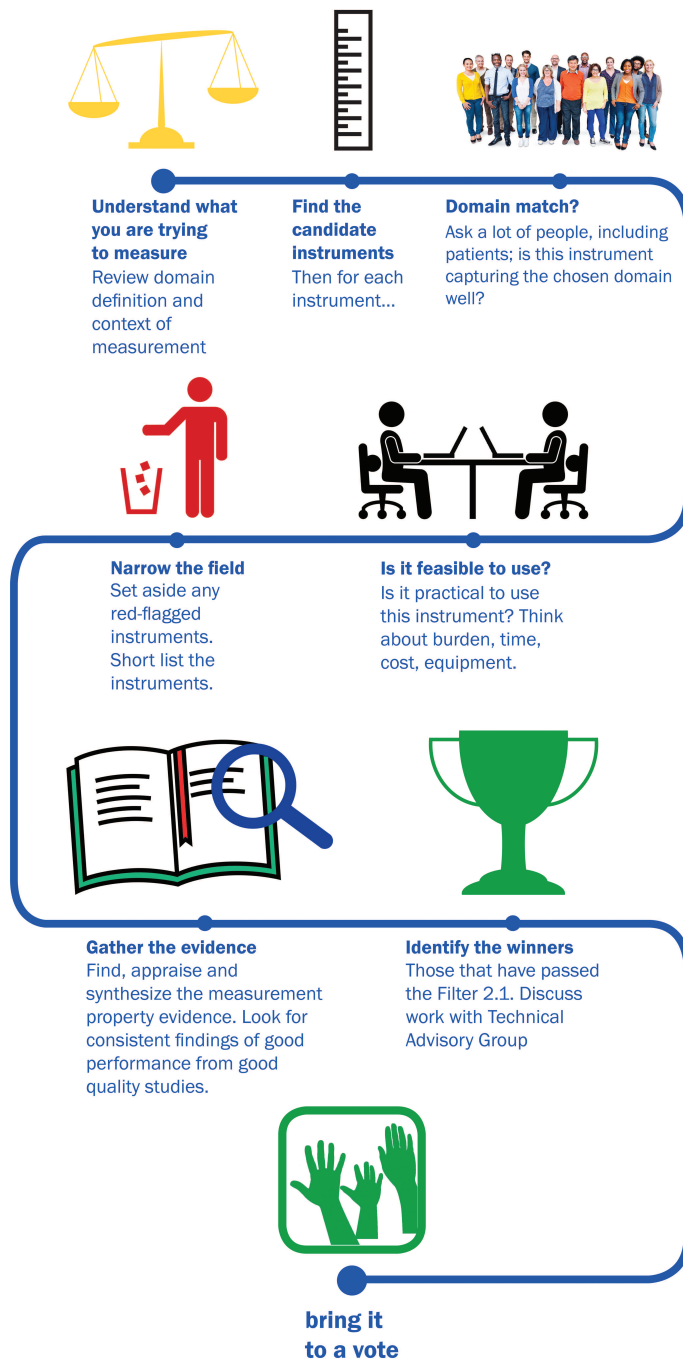 Understand what
you are trying
to measure
Review domain
definition and
context of
measurement
Find the
candidate
instruments
Then for each
instrument...
Domain match?
Ask a lot of people, including
patients; is this instrument
capturing the chosen domain
well?
Is it feasible to use?
Is it practical to use
this instrument? Think
about burden, time,
cost, equipment.
Narrow the field
Set aside any
red-flagged
instruments.
Short list the
instruments.
Gather the evidence
Find, appraise and
synthesize the measurement
property evidence. Look for
consistent findings of good
performance from good
quality studies.
Identify the winners
Those that have passed
the Filter 2.1. Discuss
work with Technical
Advisory Group
bring it
to a vote